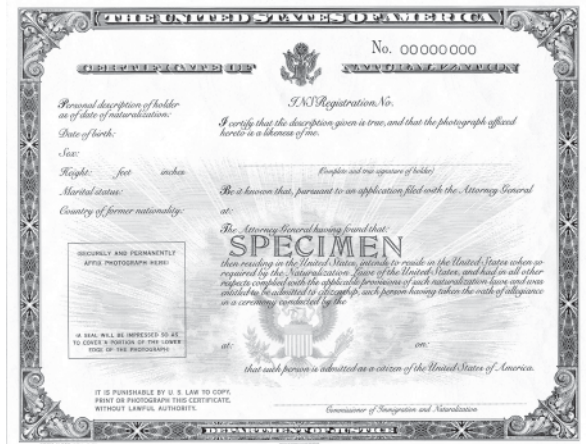 THE UNITED STATES OF AMERICA
No. 00000000
CERTIFICATE OF NATURALIZATION
Personal description of holder
as of date of naturalization:
Date of birth:
Sex:
Height: feet inches
Marital status:
Country of former nationality:
INS Registration No.
I certify that the description given is true, and that the photograph affixed
hereto is a likeness of me.
(Complete and true signature of holder)
Be it known that, pursuant to an application filed with the Attorney General
at:
The Attorney General having found that:
SPECIMEN
then residing in the United States, intends to reside in the United States when so
required by the Naturalization Laws of the United States, and had in all other
respects complied with the applicable provisions of such naturalization laws and was
entitled to be admitted to citizenship, such person having taken the oath of allegiance
in a ceremony conducted by the
at: on:
that such person is admitted as a citizen of the United States of America.
SECURELY AND PERMANENTLY
AFFIX PHOTOGRAPH HERE
(A SEAL WILL BE IMPRESSED SO AS
TO COVER A PORTION OF THE LOWER
EDGE OF THE PHOTOGRAPH)
IT IS PUNISHABLE BY U. S. LAW TO COPY,
PRINT OR PHOTOGRAPH THIS CERTIFICATE,
WITHOUT LAWFUL AUTHORITY.
Commissioner of Immigration and Naturalization
DEPARTMENT OF JUSTICE